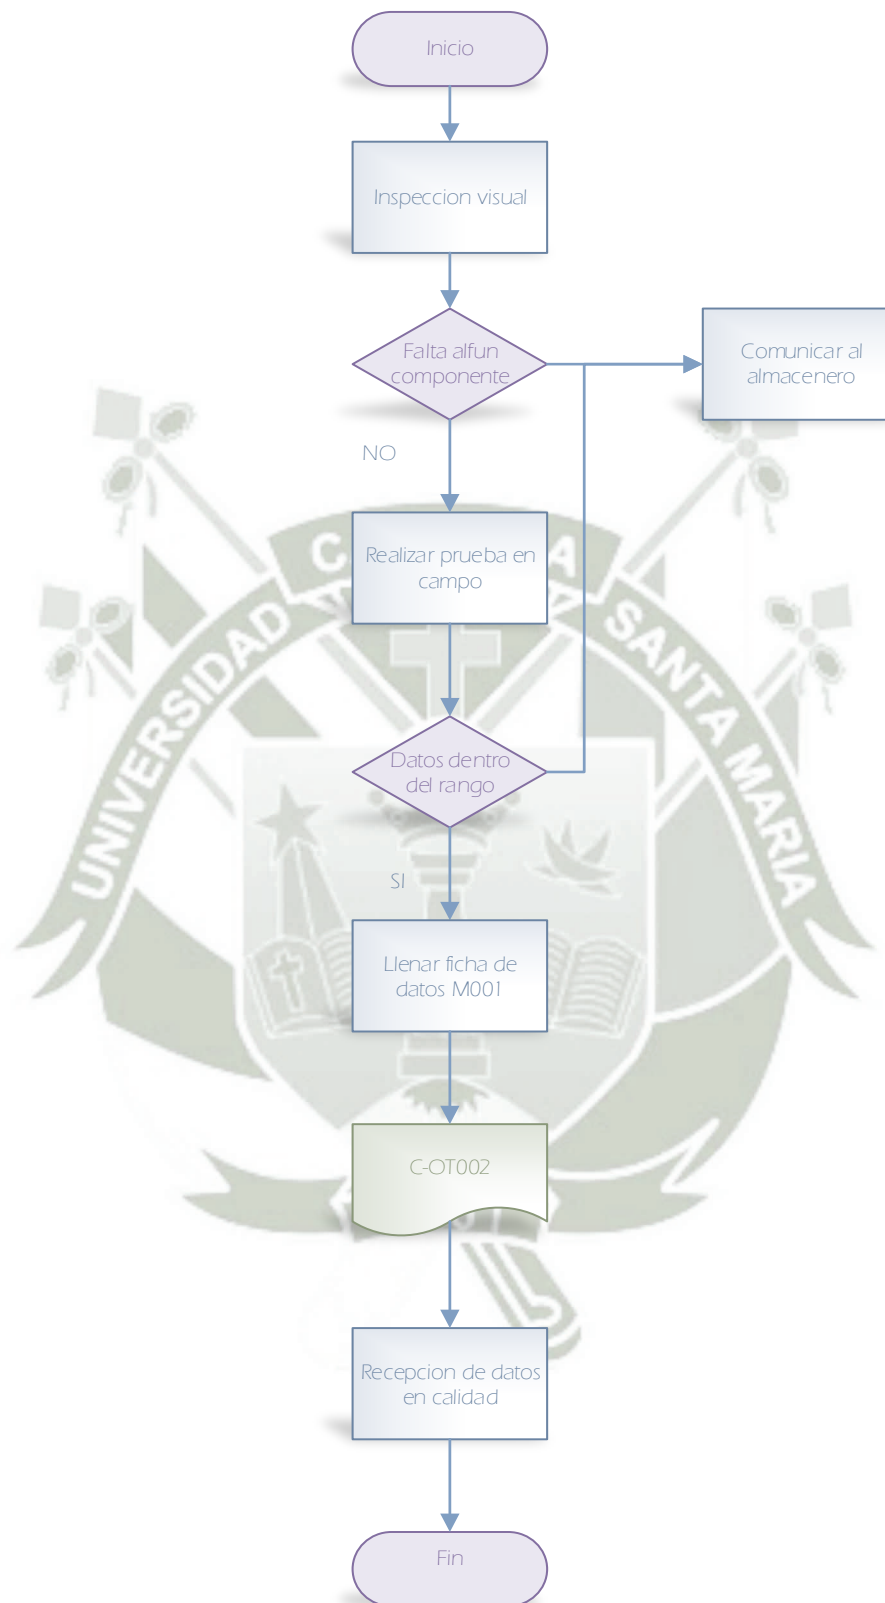 Inicio
Inspeccion visual
Falta alfun
componente
Comunicar al
almacenero
NO
Realizar prueba en
campo
Datos dentro
del rango
SI
Llenar ficha de
datos M001
C-OT002
Recepcion de datos
en calidad
Fin
UNIVERSIDAD
SANTA MARIA